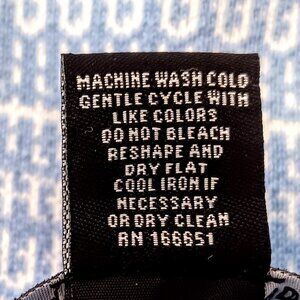 MACHINE WASH COLD
GENTLE CYCLE WITH
LIKE COLORS
DO NOT BLEACH
RESHAPE AND
DRY FLAT
COOL IRON IF
NECESSARY
OR DRY CLEAN
RN 166651